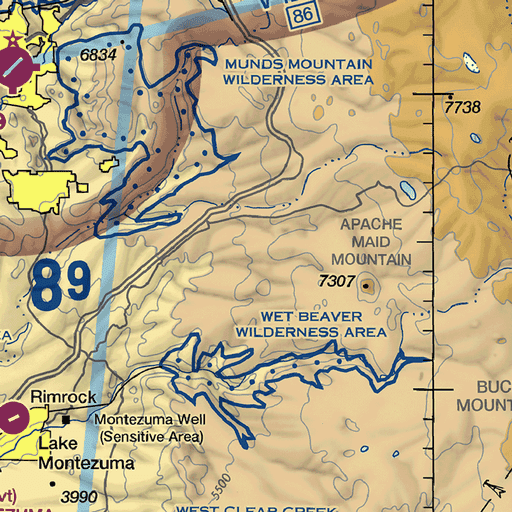 86
6834
MUNDS MOUNTAIN
WILDERNESS AREA
7738
APACHE
MAID
MOUNTAIN
7307
89
WET BEAVER
WILDERNESS AREA
Rimrock
Montezuma Well
(Sensitive Area)
Lake
Montezuma
BUC
MOUNT
5500
3990
WEST CLEAR CREEK